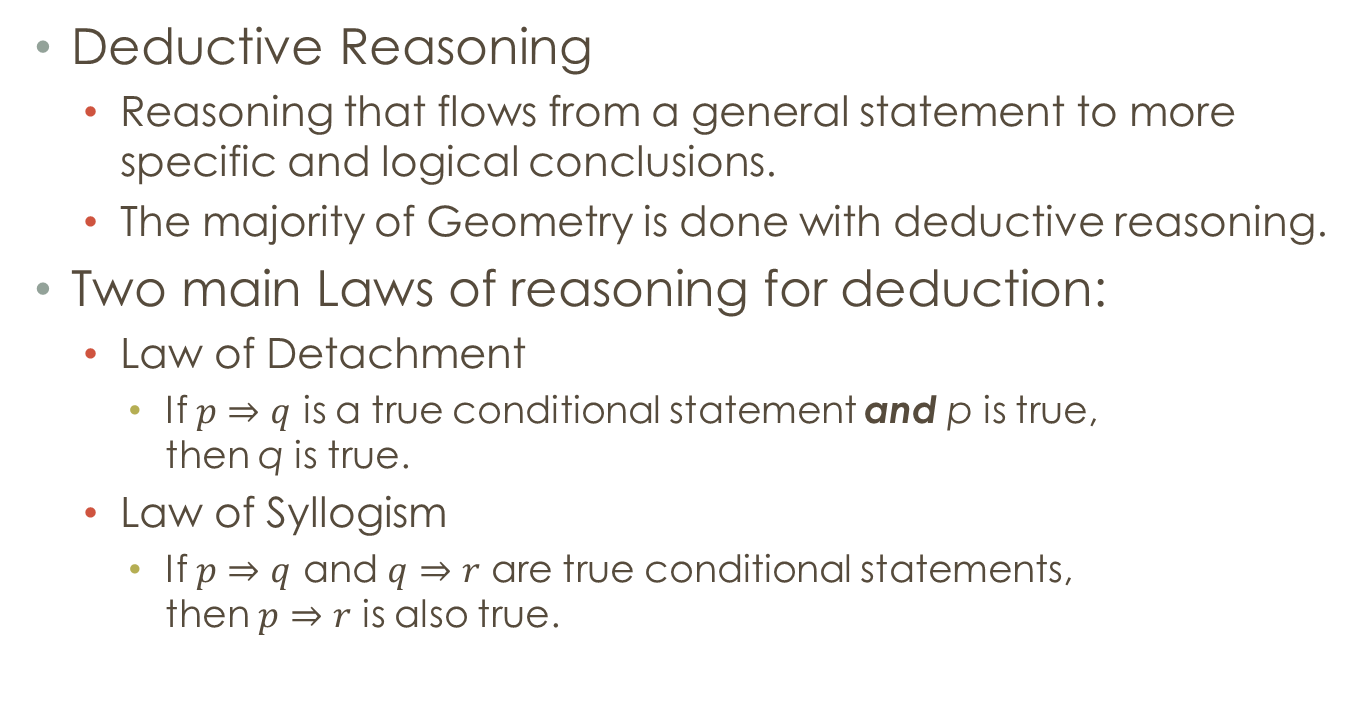 • Deductive Reasoning
• Reasoning that flows from a general statement to more
specific and logical conclusions.
• The majority of Geometry is done with deductive reasoning.
• Two main Laws of reasoning for deduction:
• Law of Detachment
• If p ⇒ q is a true conditional statement and p is true,
then q is true.
• Law of Syllogism
• If p ⇒ q and q ⇒ r are true conditional statements,
then p ⇒ r is also true.